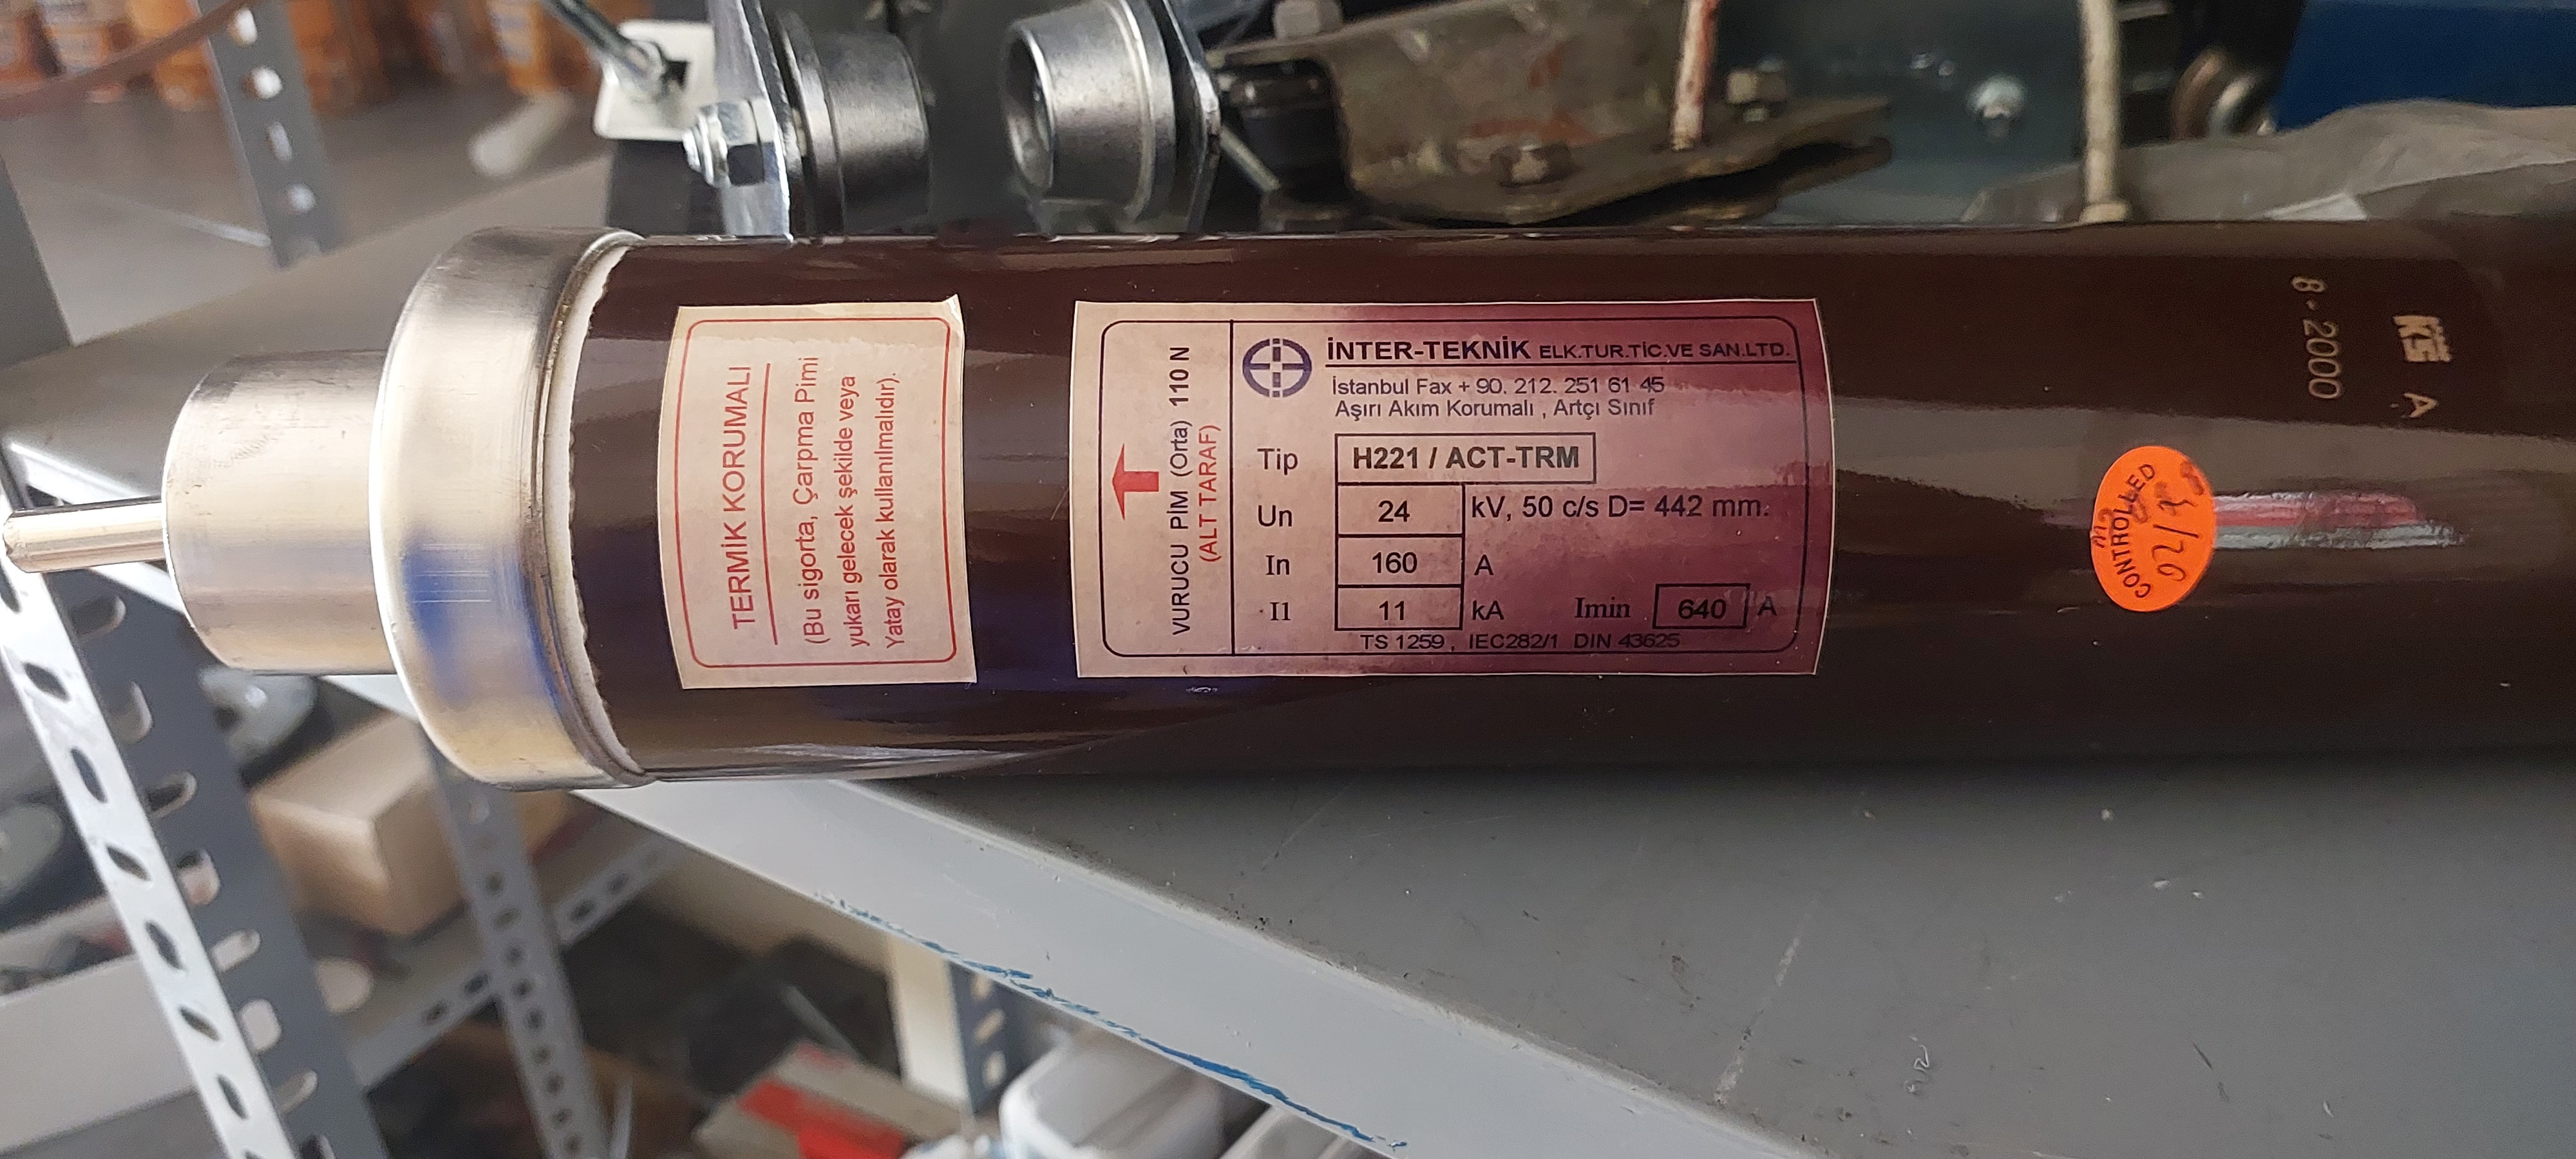 TERMİK KORUMALI
(Bu sigorta, Çarpma Pimi
yukarı gelecek şekilde veya
Yatay olarak kullanılmalıdır).
VURUCU PİM (Orta) 110 N
(ALT TARAF)
İNTER-TEKNİK ELK.TUR.TİC.VE SAN.LTD.
İstanbul Fax + 90. 212. 251 61 45
Aşırı Akım Korumalı , Artçı Sınıf
Tip H221 / ACT-TRM
Un 24 kV, 50 c/s D= 442 mm.
In 160 A
I1 11 kA Imin 640 A
TS 1259 , IEC282/1 DIN 43625
CONTROLLED
8 - 2000
KS A